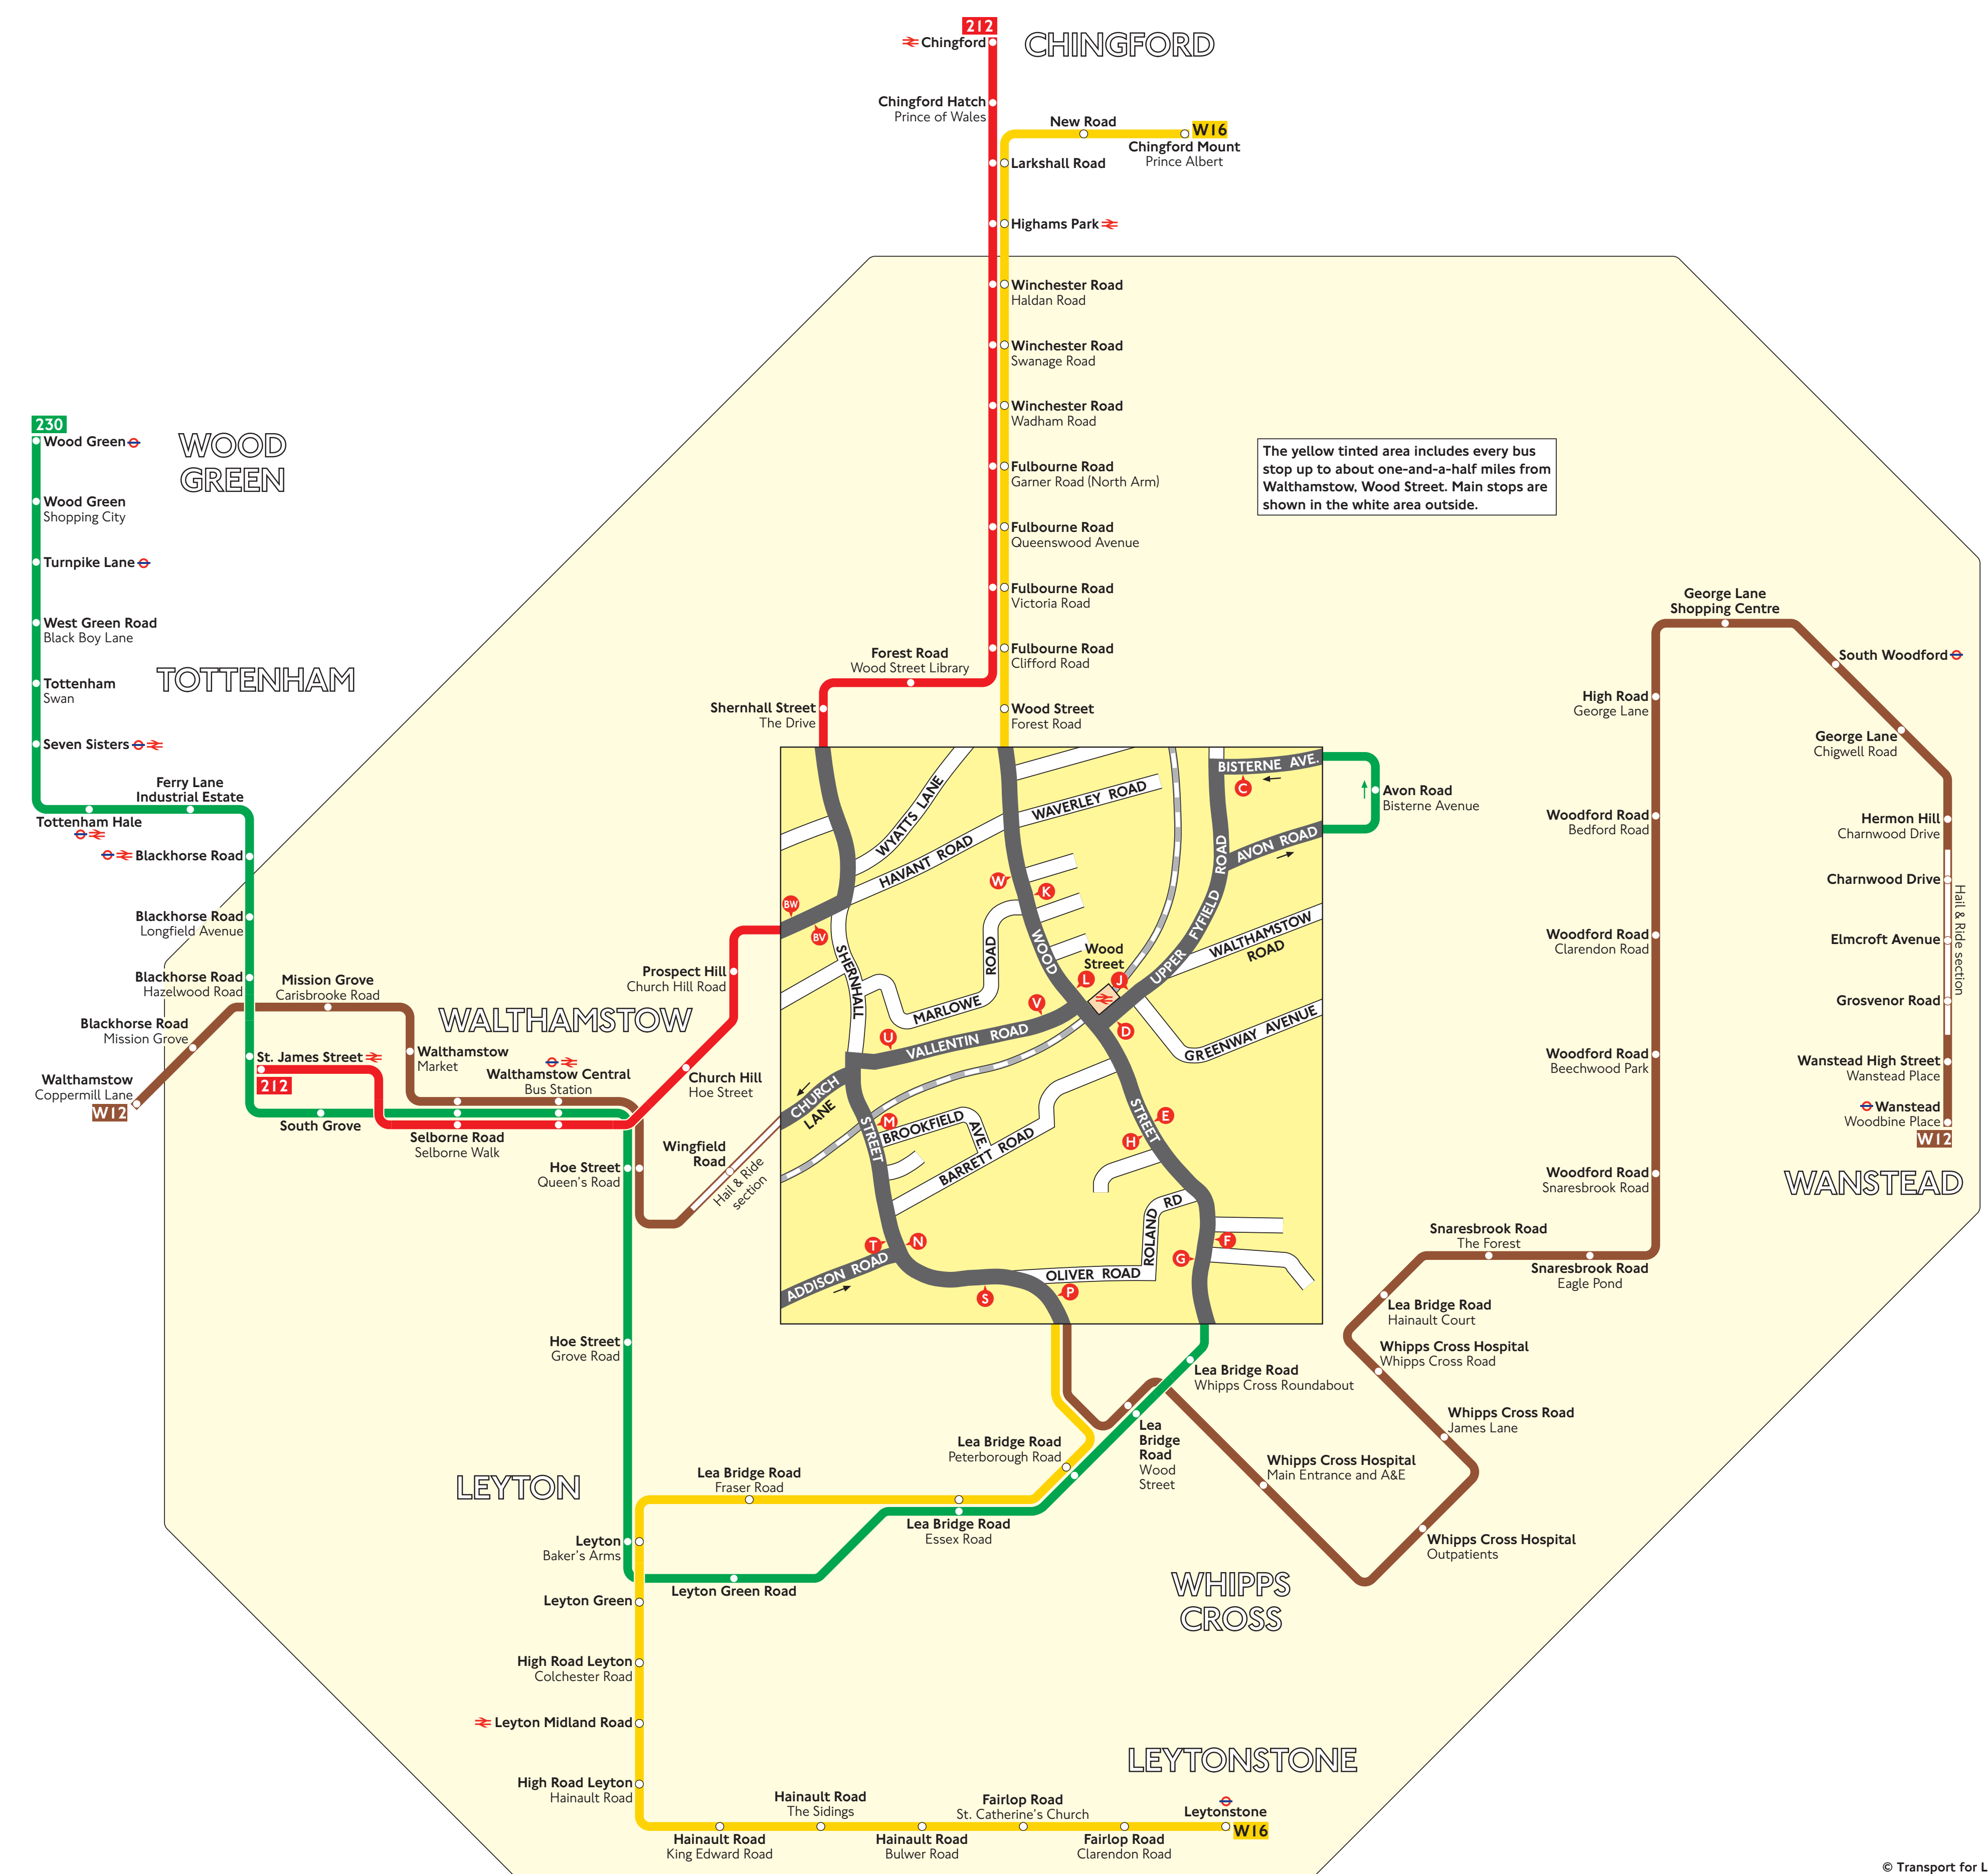 212
Chingford
CHINGFORD
Chingford Hatch
Prince of Wales
New Road
W16
Chingford Mount
Prince Albert
Larkshall Road
Highams Park
Winchester Road
Haldan Road
Winchester Road
Swanage Road
Winchester Road
Wadham Road
Fulbourne Road
Garner Road (North Arm)
Fulbourne Road
Queenswood Avenue
Fulbourne Road
Victoria Road
Fulbourne Road
Clifford Road
Wood Street
Forest Road
Forest Road
Wood Street Library
Shernhall Street
The Drive
The yellow tinted area includes every bus
stop up to about one-and-a-half miles from
Walthamstow, Wood Street. Main stops are
shown in the white area outside.
230
Wood Green
WOOD
GREEN
Wood Green
Shopping City
Turnpike Lane
West Green Road
Black Boy Lane
TOTTENHAM
Tottenham
Swan
Seven Sisters
Ferry Lane
Industrial Estate
Tottenham Hale
Blackhorse Road
Blackhorse Road
Longfield Avenue
Blackhorse Road
Hazelwood Road
Mission Grove
Carisbrooke Road
Blackhorse Road
Mission Grove
Walthamstow
Coppermill Lane
W12
St. James Street
212
Walthamstow
Market
WALTHAMSTOW
Walthamstow Central
Bus Station
South Grove
Selborne Road
Selborne Walk
Prospect Hill
Church Hill Road
Church Hill
Hoe Street
Wingfield
Road
Hail & Ride
section
Hoe Street
Queen's Road
Hoe Street
Grove Road
BISTERNE AVE.
C
WYATTS LANE
WAVERLEY ROAD
HAVANT ROAD
AVON ROAD
UPPER FYFIELD ROAD
W
K
BW
BV
WALTHAMSTOW
ROAD
SHERNHALL
STREET
MARLOWE
ROAD
WOOD
STREET
Wood
Street
L
J
V
D
U
VALLENTIN ROAD
GREENWAY AVENUE
CHURCH
LANE
M
BROOKFIELD
AVE.
BARRETT ROAD
E
H
ROLAND
RD
T
N
F
G
ADDISON ROAD
OLIVER ROAD
S
P
Avon Road
Bisterne Avenue
George Lane
Shopping Centre
South Woodford
High Road
George Lane
George Lane
Chigwell Road
Woodford Road
Bedford Road
Hermon Hill
Charnwood Drive
Charnwood Drive
Hail & Ride section
Woodford Road
Clarendon Road
Elmcroft Avenue
Grosvenor Road
Woodford Road
Beechwood Park
Wanstead High Street
Wanstead Place
Wanstead
Woodbine Place
W12
WANSTEAD
Woodford Road
Snaresbrook Road
Snaresbrook Road
The Forest
Snaresbrook Road
Eagle Pond
Lea Bridge Road
Hainault Court
Whipps Cross Hospital
Whipps Cross Road
Whipps Cross Road
James Lane
Whipps Cross Hospital
Main Entrance and A&E
Whipps Cross Hospital
Outpatients
WHIPPS
CROSS
Lea Bridge Road
Whipps Cross Roundabout
Lea
Bridge
Road
Wood
Street
Lea Bridge Road
Peterborough Road
Lea Bridge Road
Fraser Road
Lea Bridge Road
Essex Road
LEYTON
Leyton
Baker's Arms
Leyton Green Road
Leyton Green
High Road Leyton
Colchester Road
Leyton Midland Road
High Road Leyton
Hainault Road
Hainault Road
King Edward Road
Hainault Road
The Sidings
Hainault Road
Bulwer Road
Fairlop Road
St. Catherine's Church
Fairlop Road
Clarendon Road
LEYTONSTONE
Leytonstone
W16
© Transport for L